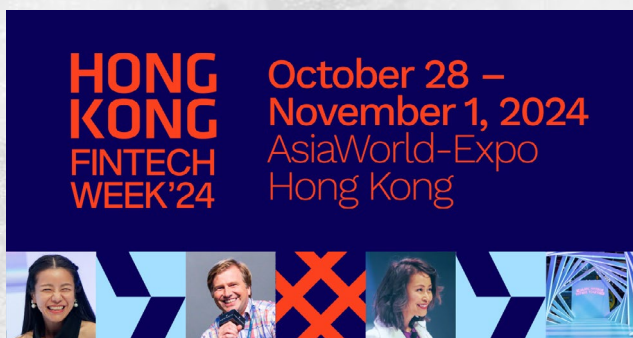 HONG
KONG
FINTECH
WEEK'24
October 28 –
November 1, 2024
AsiaWorld-Expo
Hong Kong